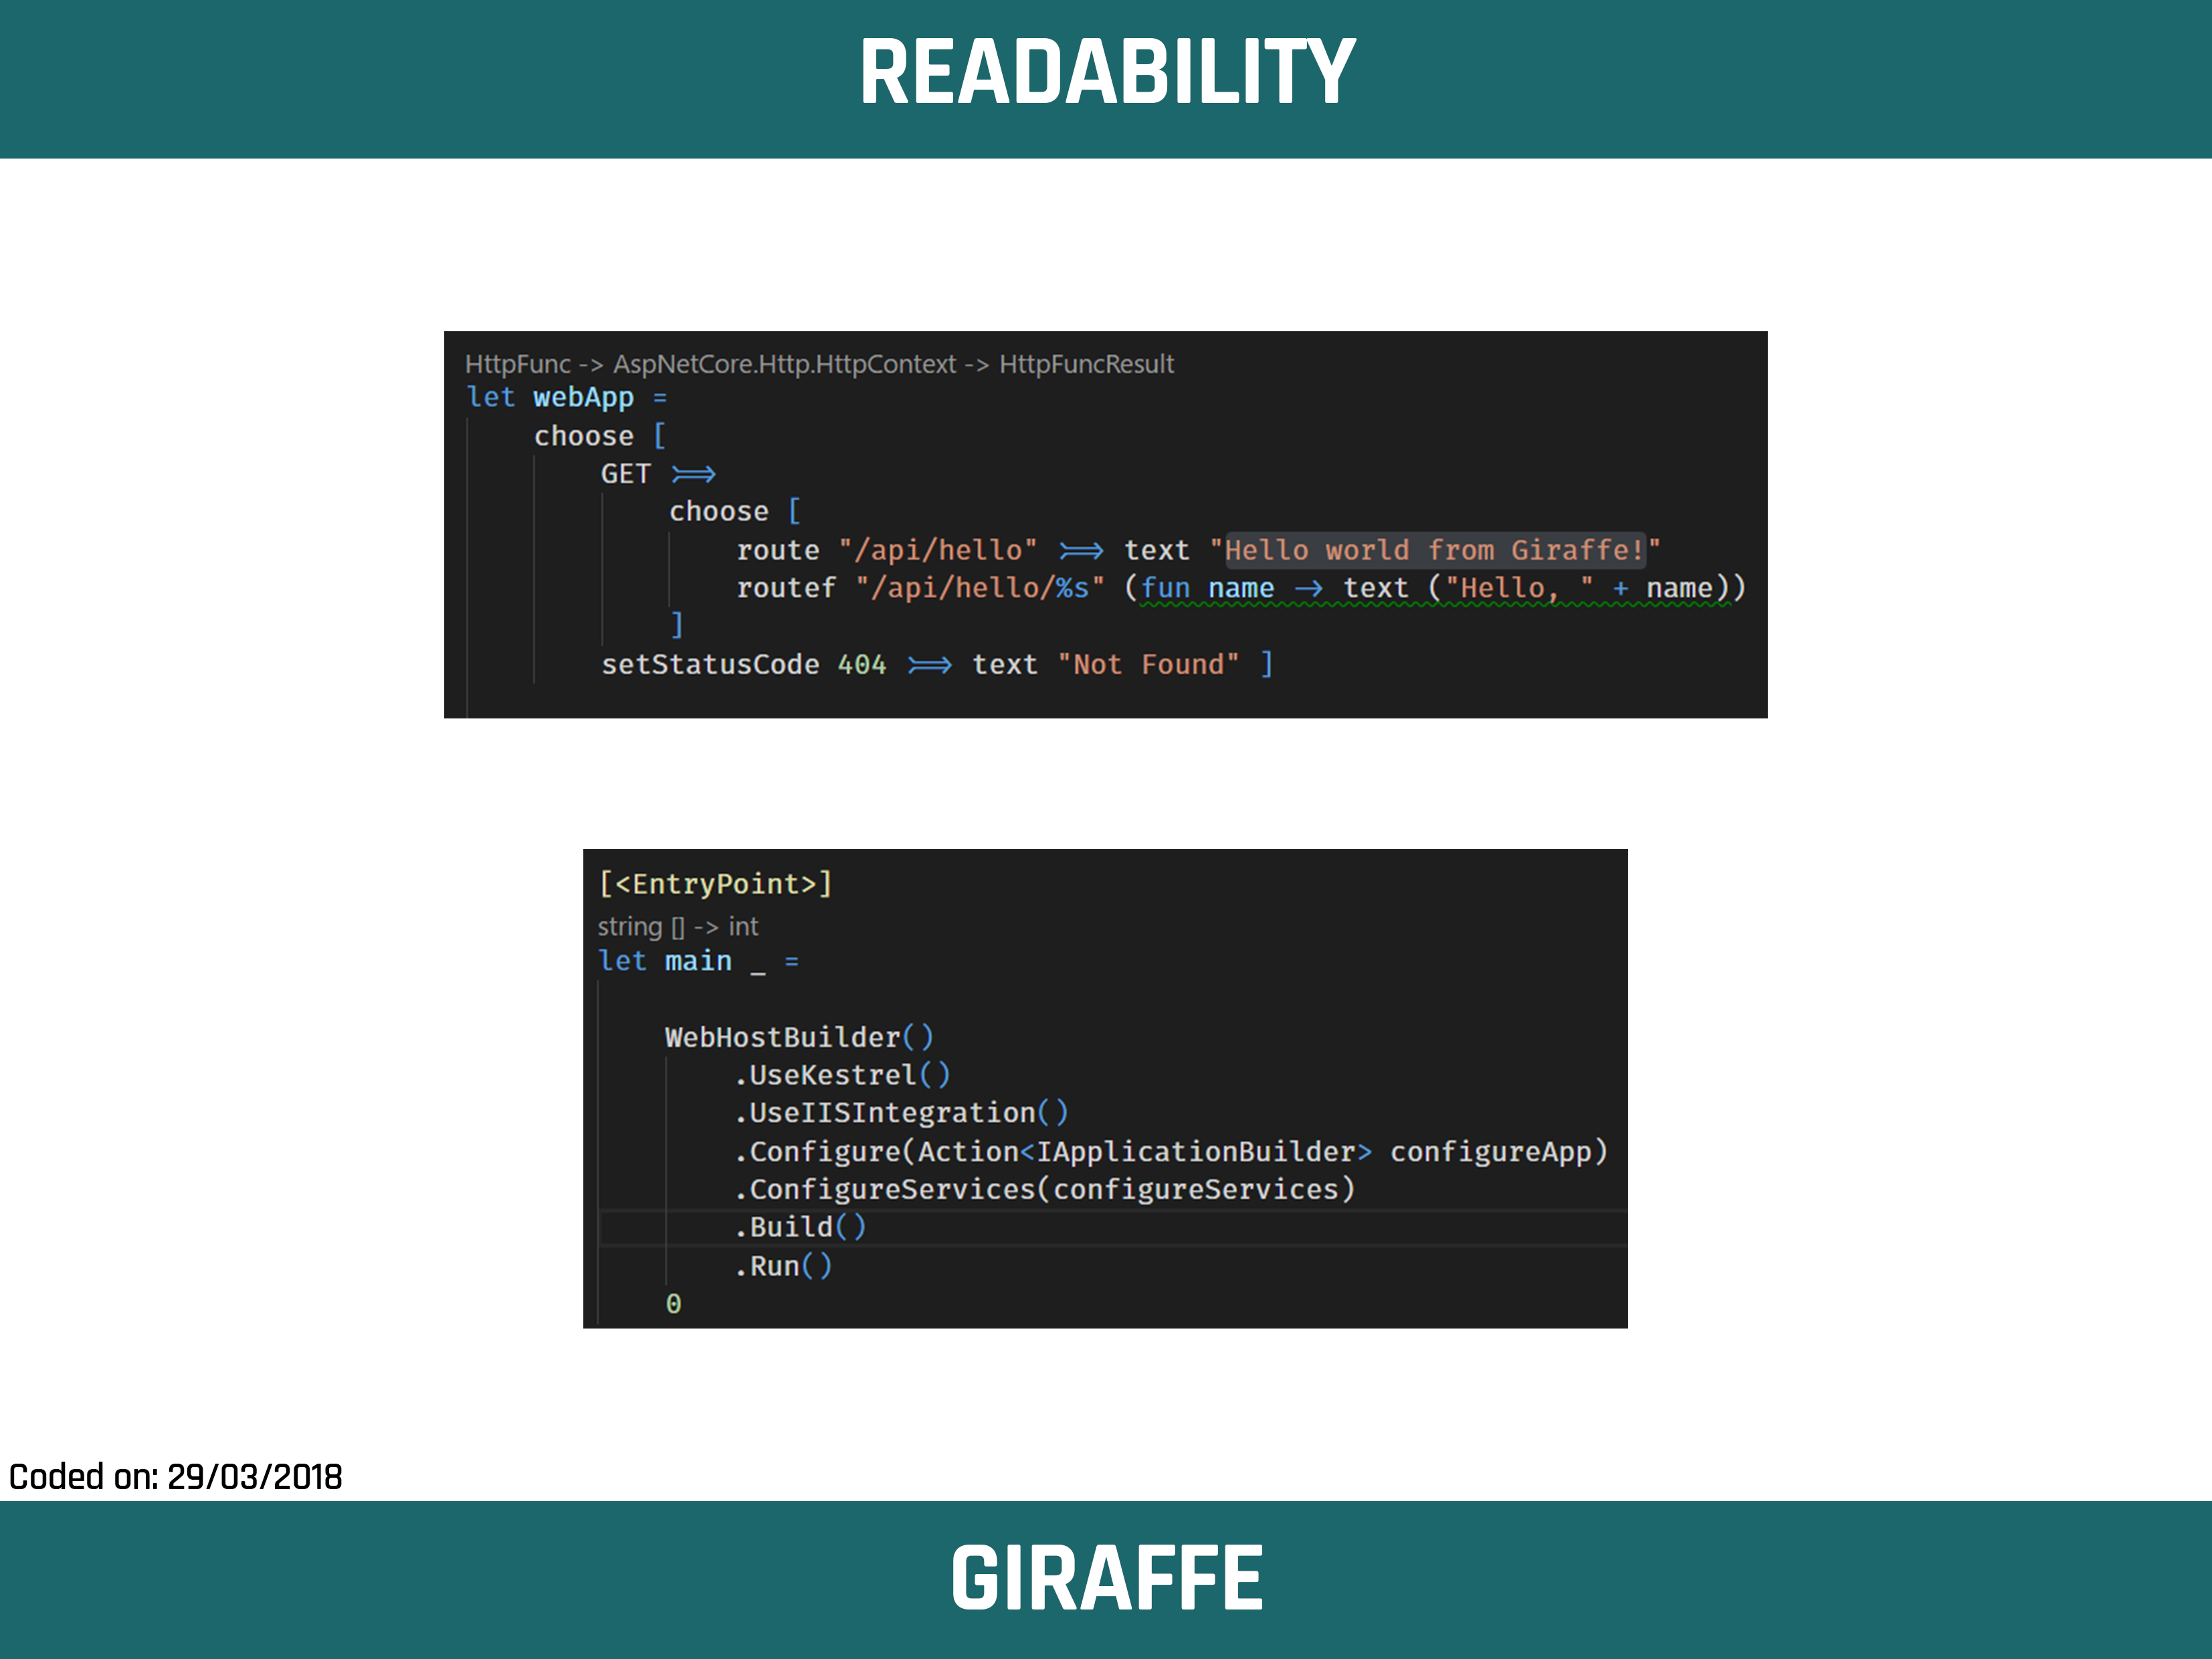 READABILITY
HttpFunc -> AspNetCore.Http.HttpContext -> HttpFuncResult
let webApp =
    choose [
        GET >=>
            choose [
                route "/api/hello" >=> text "Hello world from Giraffe!"
                routef "/api/hello/%s" (fun name -> text ("Hello, " + name))
            ]
        setStatusCode 404 >=> text "Not Found" ]
[<EntryPoint>]
string [] -> int
let main _ =
    WebHostBuilder()
        .UseKestrel()
        .UseIISIntegration()
        .Configure(Action<IApplicationBuilder> configureApp)
        .ConfigureServices(configureServices)
        .Build()
        .Run()
    0
Coded on: 29/03/2018
GIRAFFE